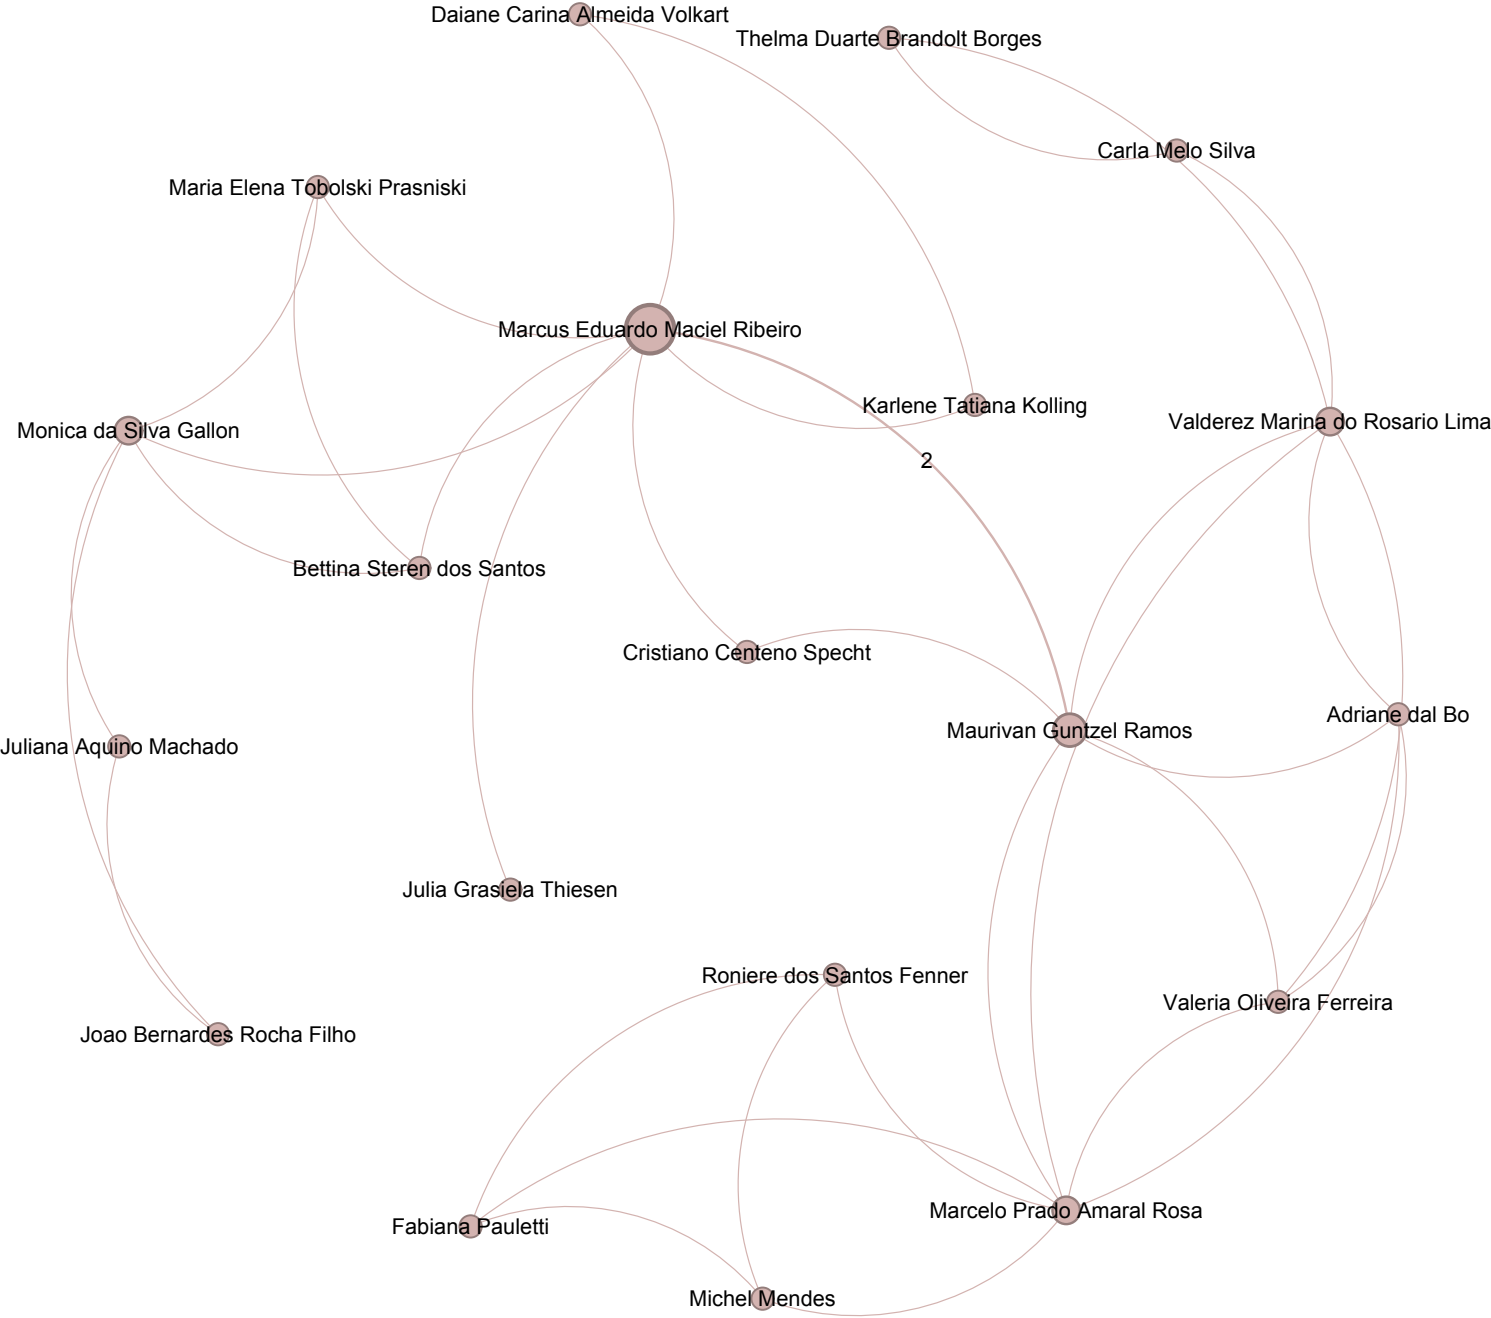 Daiane Carina Almeida Volkart
Thelma Duarte Brandolt Borges
Carla Melo Silva
Maria Elena Tobolski Prasniski
Marcus Eduardo Maciel Ribeiro
Karlene Tatiana Kolling
Valderez Marina do Rosario Lima
Monica da Silva Gallon
2
Bettina Steren dos Santos
Cristiano Centeno Specht
Adriane dal Bo
Maurivan Guntzel Ramos
Juliana Aquino Machado
Julia Grasiela Thiesen
Roniere dos Santos Fenner
Valeria Oliveira Ferreira
Joao Bernardes Rocha Filho
Marcelo Prado Amaral Rosa
Fabiana Pauletti
Michel Mendes